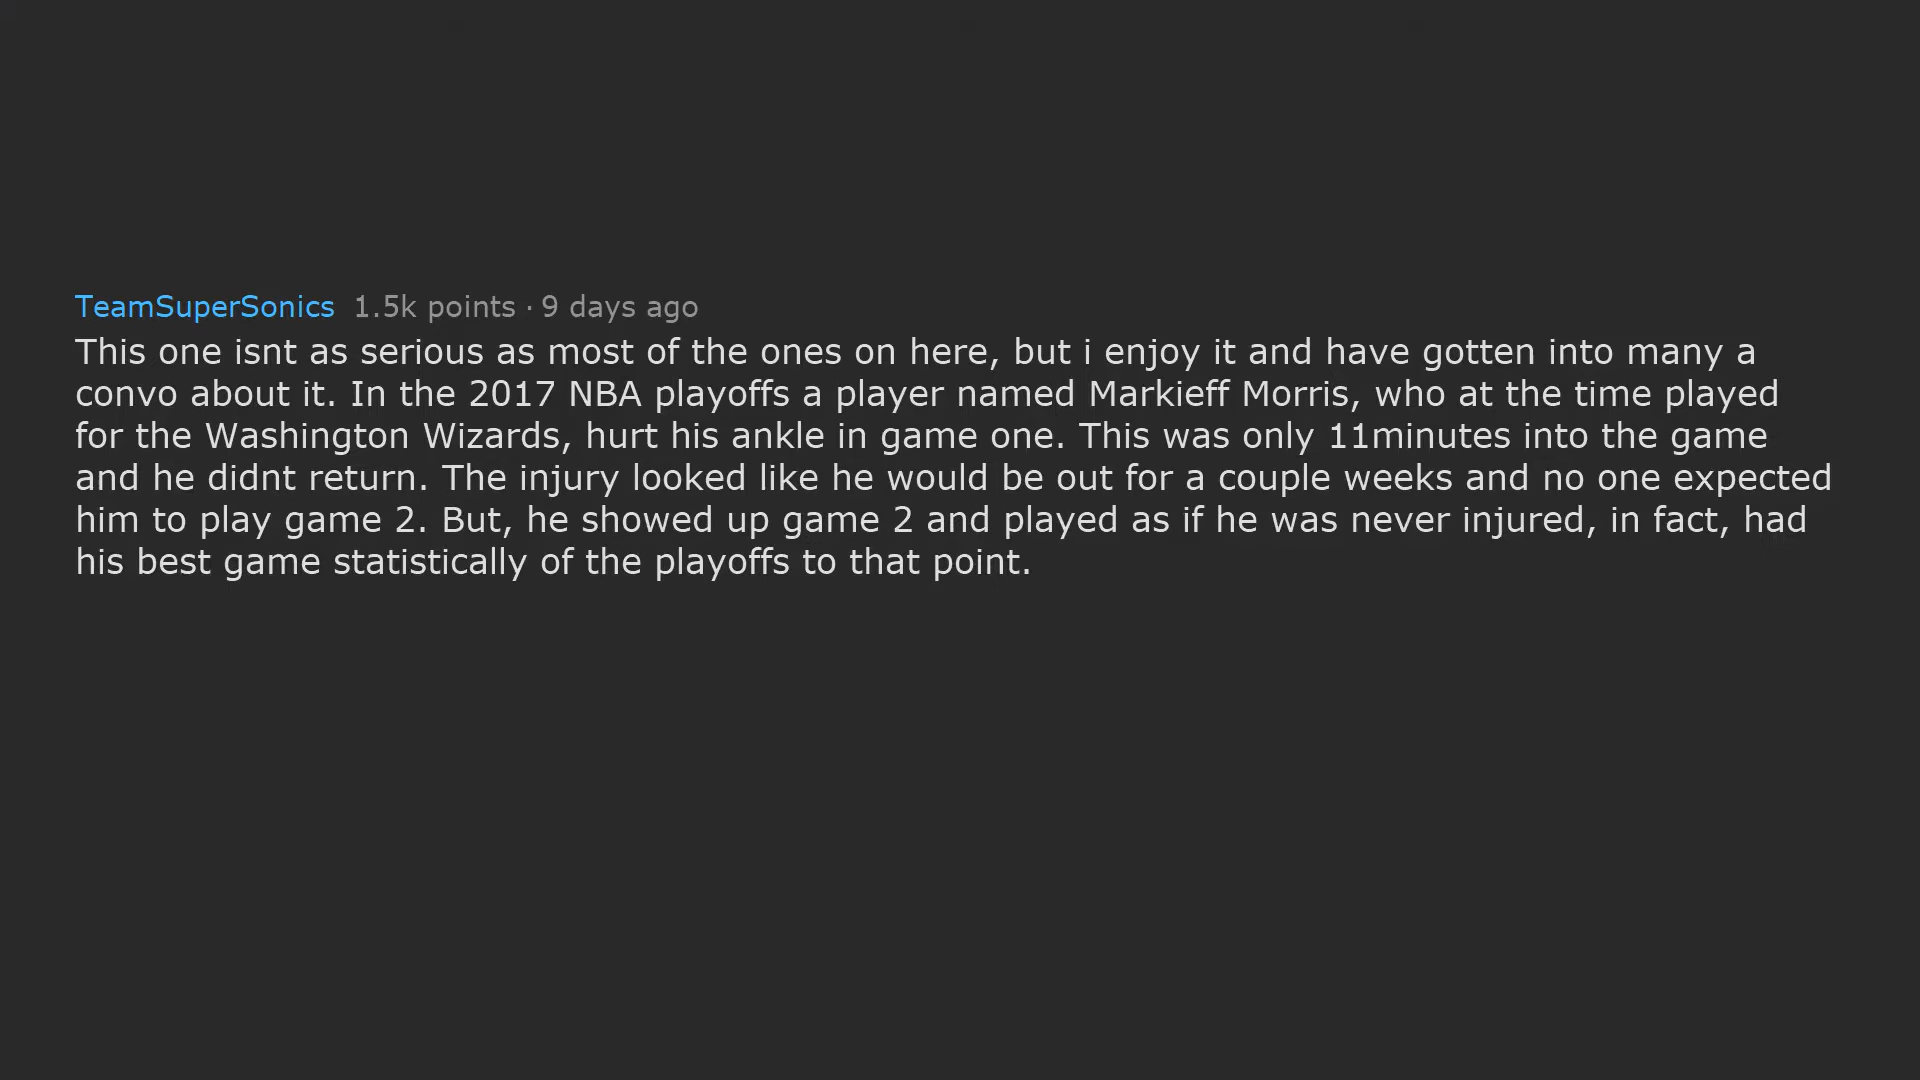 TeamSuperSonics 1.5k points · 9 days ago
This one isnt as serious as most of the ones on here, but i enjoy it and have gotten into many a
convo about it. In the 2017 NBA playoffs a player named Markieff Morris, who at the time played
for the Washington Wizards, hurt his ankle in game one. This was only 11minutes into the game
and he didnt return. The injury looked like he would be out for a couple weeks and no one expected
him to play game 2. But, he showed up game 2 and played as if he was never injured, in fact, had
his best game statistically of the playoffs to that point.